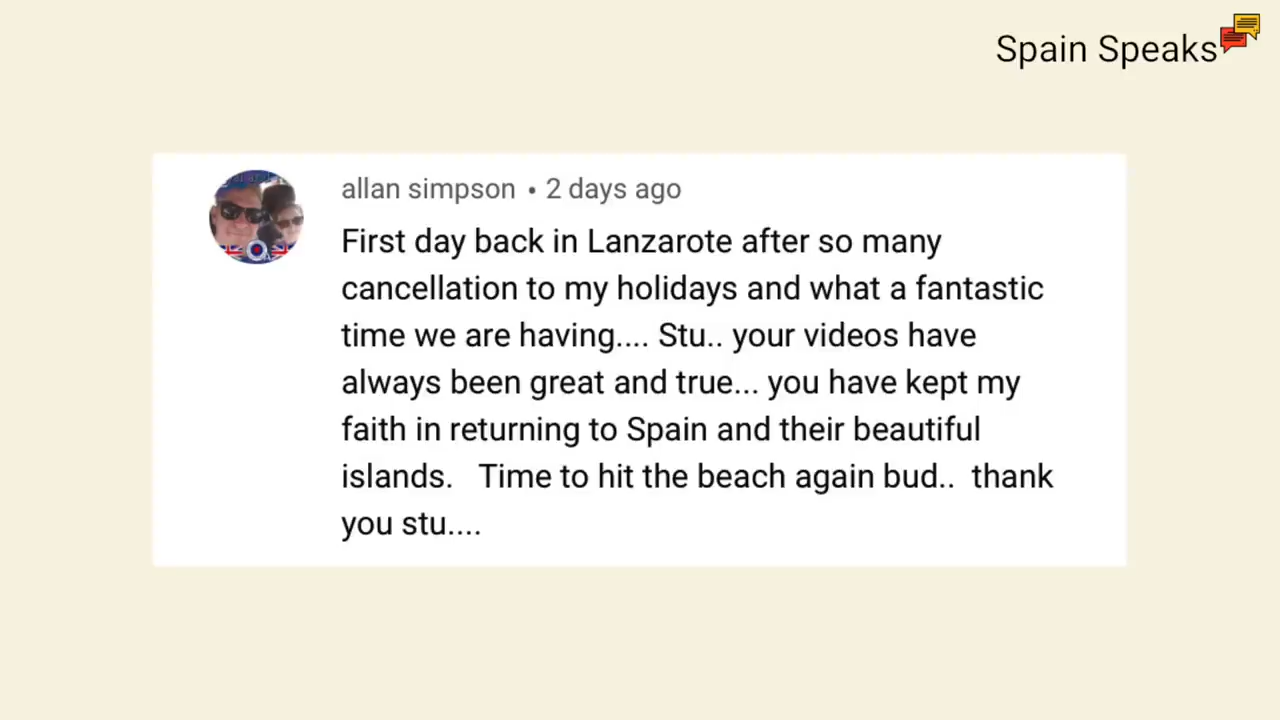 Spain Speaks
allan simpson • 2 days ago
First day back in Lanzarote after so many
cancellation to my holidays and what a fantastic
time we are having.... Stu.. your videos have
always been great and true... you have kept my
faith in returning to Spain and their beautiful
islands.   Time to hit the beach again bud..  thank
you stu....